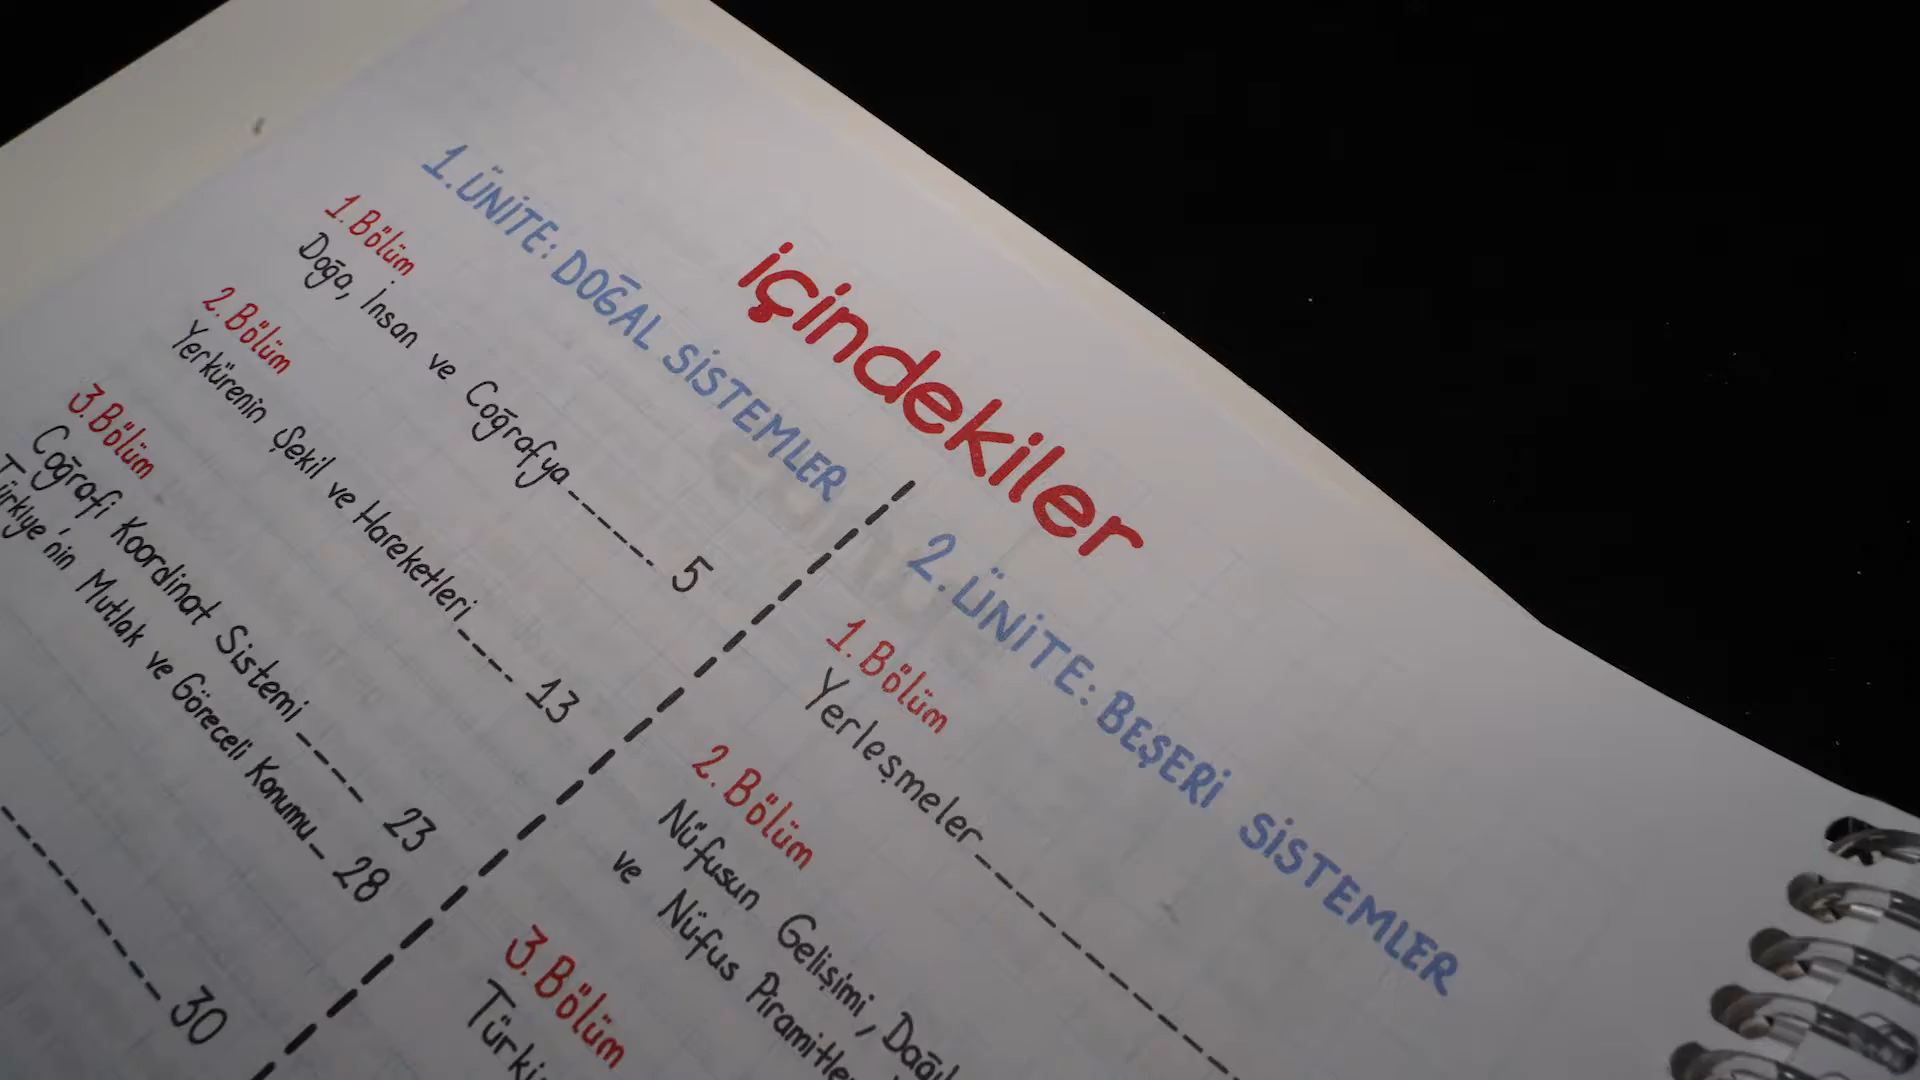 içindekiler
1.ÜNİTE: DOĞAL SİSTEMLER
1.Bölüm
Doğa, İnsan ve Coğrafya ------- 5
2.Bölüm
Yerkürenin Şekil ve Hareketleri ----- 13
3.Bölüm
Coğrafi Koordinat Sistemi ----- 23
Türkiye'nin Mutlak ve Göreceli Konumu - 28
30
2.ÜNİTE: BEŞERİ SİSTEMLER
1.Bölüm
Yerleşmeler
2.Bölüm
Nüfusun Gelişimi,
ve Nüfus
3.Bölüm